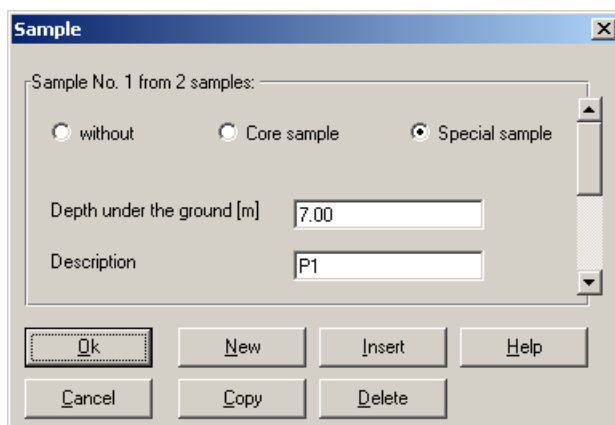 Sample
Sample No. 1 from 2 samples:
without Core sample Special sample
Depth under the ground [m] 7.00
Description P1
Ok New Insert Help
Cancel Copy Delete